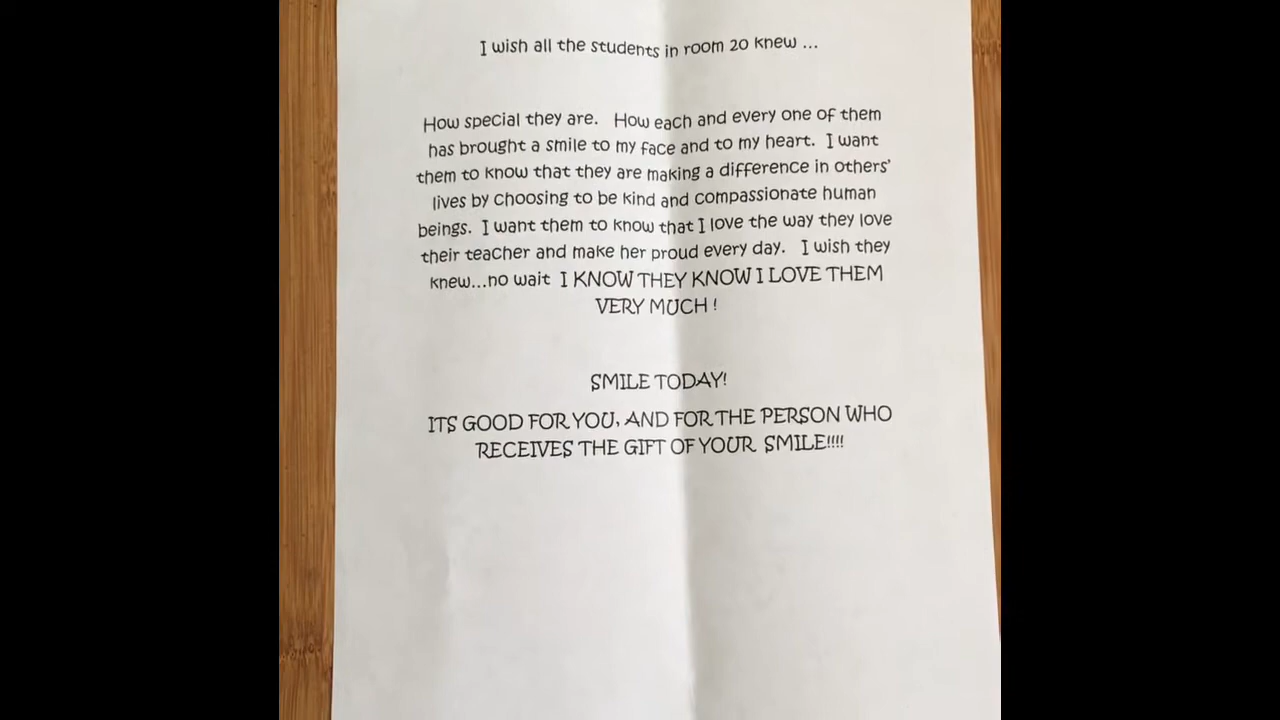 I wish all the students in room 20 knew ...
How special they are. How each and every one of them
has brought a smile to my face and to my heart. I want
them to know that they are making a difference in others'
lives by choosing to be kind and compassionate human
beings. I want them to know that I love the way they love
their teacher and make her proud every day. I wish they
knew...no wait I KNOW THEY KNOW I LOVE THEM
VERY MUCH !
SMILE TODAY!
ITS GOOD FOR YOU, AND FOR THE PERSON WHO
RECEIVES THE GIFT OF YOUR SMILE!!!!